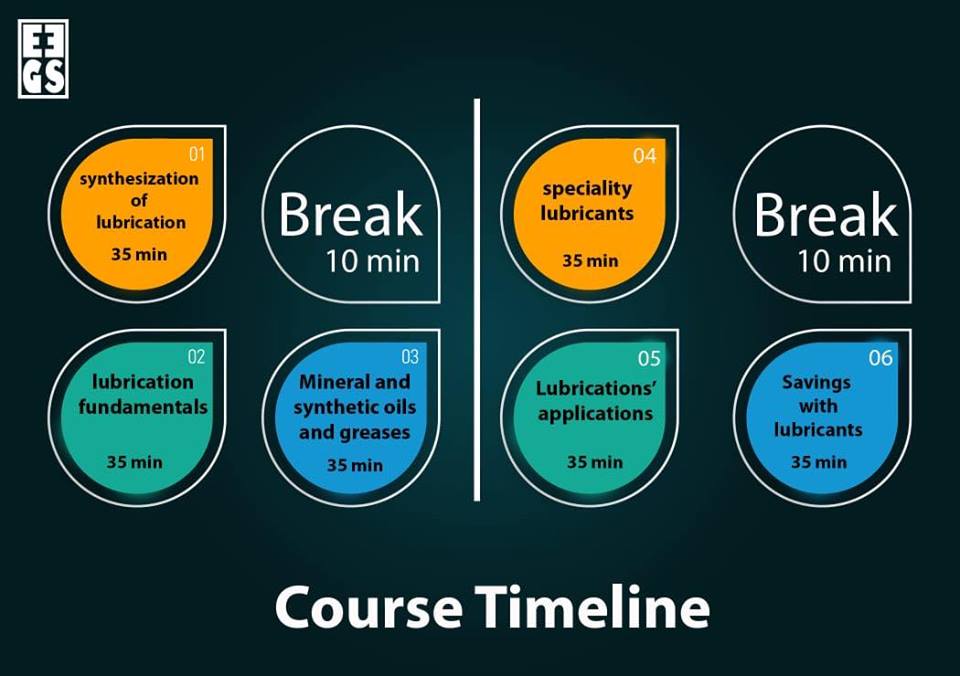 EE
GS
01
synthesization
of
lubrication
35 min
Break
10 min
02
lubrication
fundamentals
35 min
03
Mineral and
synthetic oils
and greases
35 min
04
speciality
lubricants
35 min
Break
10 min
05
Lubrications’
applications
35 min
06
Savings
with
lubricants
35 min
Course Timeline